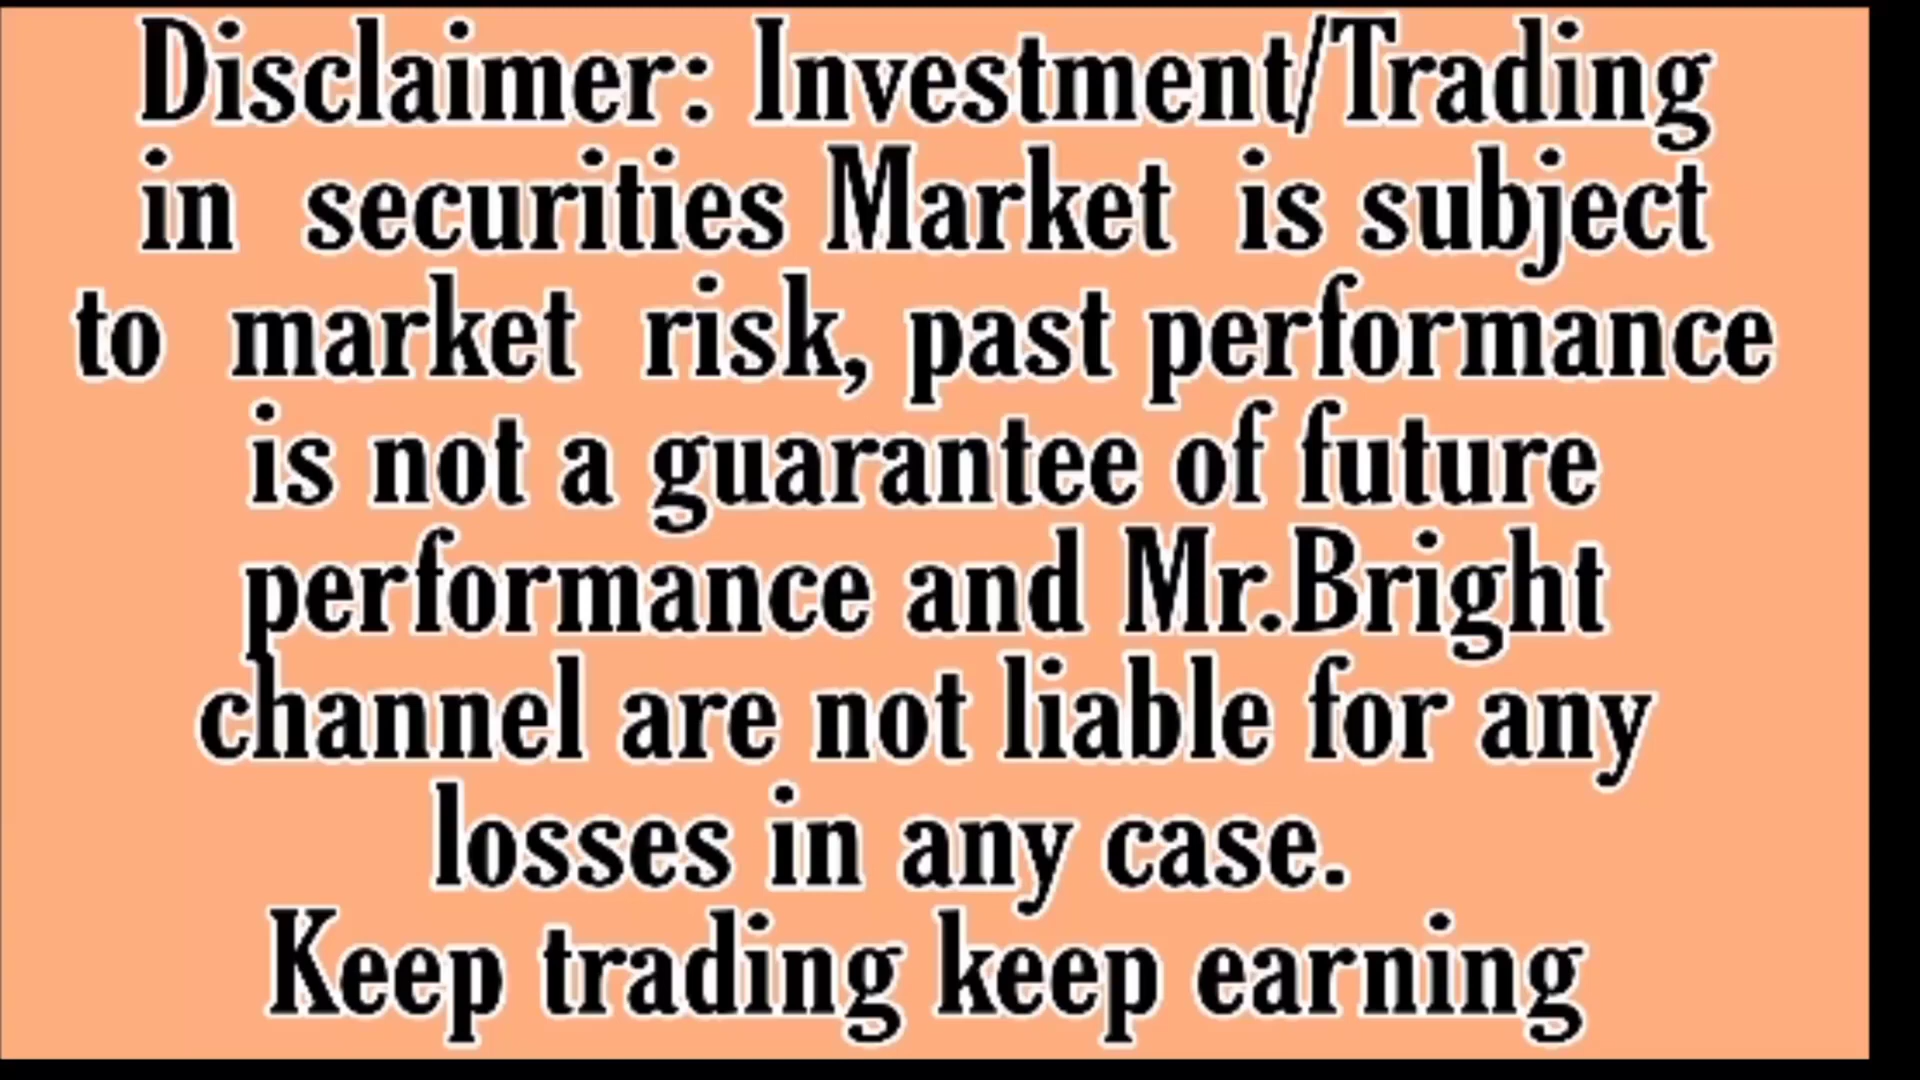 Disclaimer: Investment/Trading
in securities Market is subject
to market risk, past performance
is not a guarantee of future
performance and Mr.Bright
channel are not liable for any
losses in any case.
Keep trading keep earning